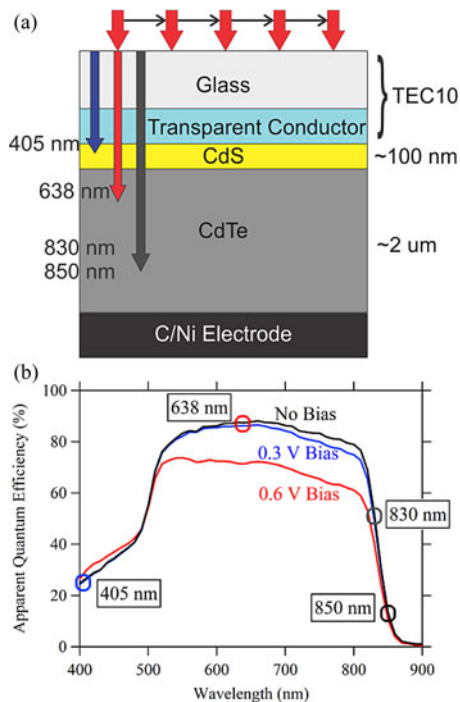 (a)
Glass
TEC10
Transparent Conductor
405 nm
CdS
~100 nm
638 nm
CdTe
830 nm
~2 um
850 nm
C/Ni Electrode
(b)
100
80
60
40
20
0
Apparent Quantum Efficiency (%)
638 nm
No Bias
0.3 V Bias
0.6 V Bias
830 nm
405 nm
850 nm
400
500
600
700
800
900
Wavelength (nm)